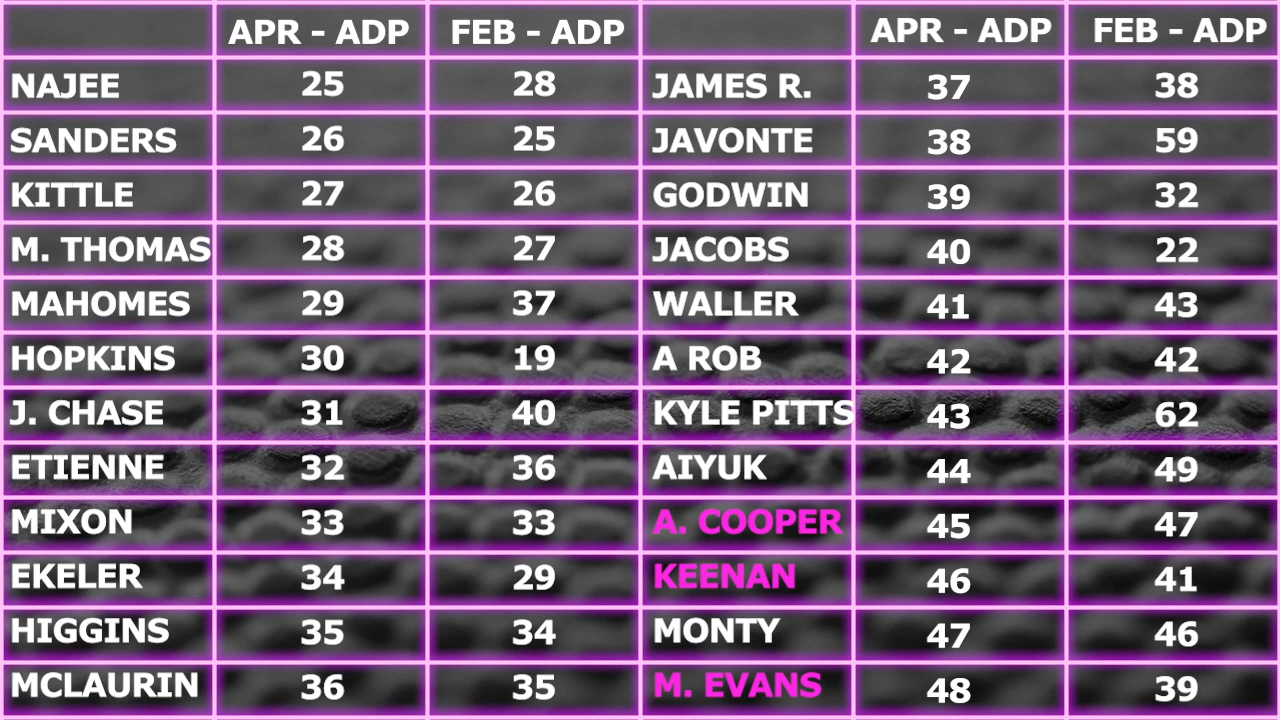 APR - ADP FEB - ADP APR - ADP FEB - ADP
NAJEE 25 28 JAMES R. 37 38
SANDERS 26 25 JAVONTE 38 59
KITTLE 27 26 GODWIN 39 32
M. THOMAS 28 27 JACOBS 40 22
MAHOMES 29 37 WALLER 41 43
HOPKINS 30 19 A ROB 42 42
J. CHASE 31 40 KYLE PITTS 43 62
ETIENNE 32 36 AIYUK 44 49
MIXON 33 33 A. COOPER 45 47
EKELER 34 29 KEENAN 46 41
HIGGINS 35 34 MONTY 47 46
MCLAURIN 36 35 M. EVANS 48 39